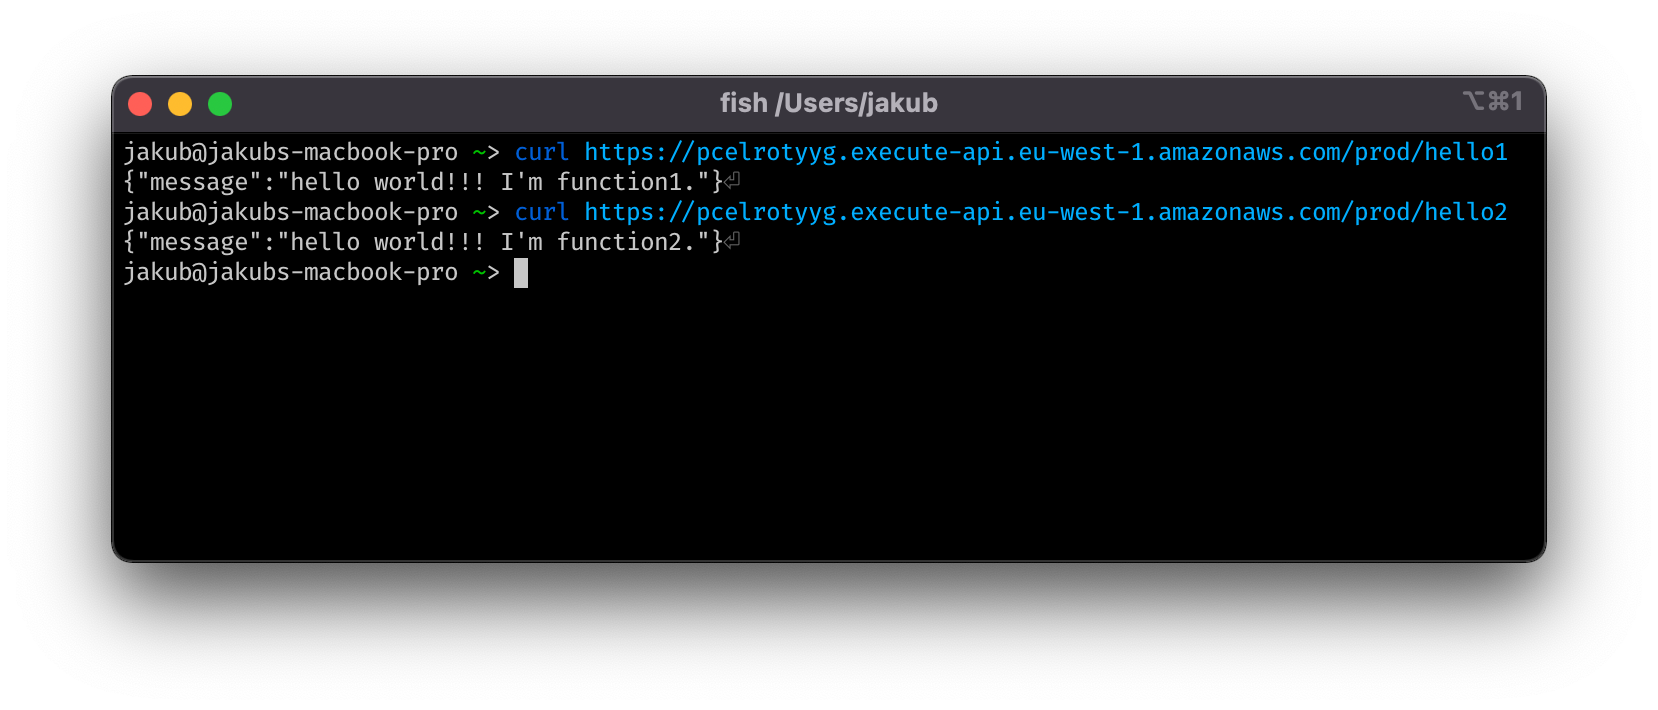 fish /Users/jakub
⌥⌘1
jakub@jakubs-macbook-pro ~> curl https://pcelrotyyg.execute-api.eu-west-1.amazonaws.com/prod/hello1
{"message":"hello world!!! I'm function1."}⏎
jakub@jakubs-macbook-pro ~> curl https://pcelrotyyg.execute-api.eu-west-1.amazonaws.com/prod/hello2
{"message":"hello world!!! I'm function2."}⏎
jakub@jakubs-macbook-pro ~>